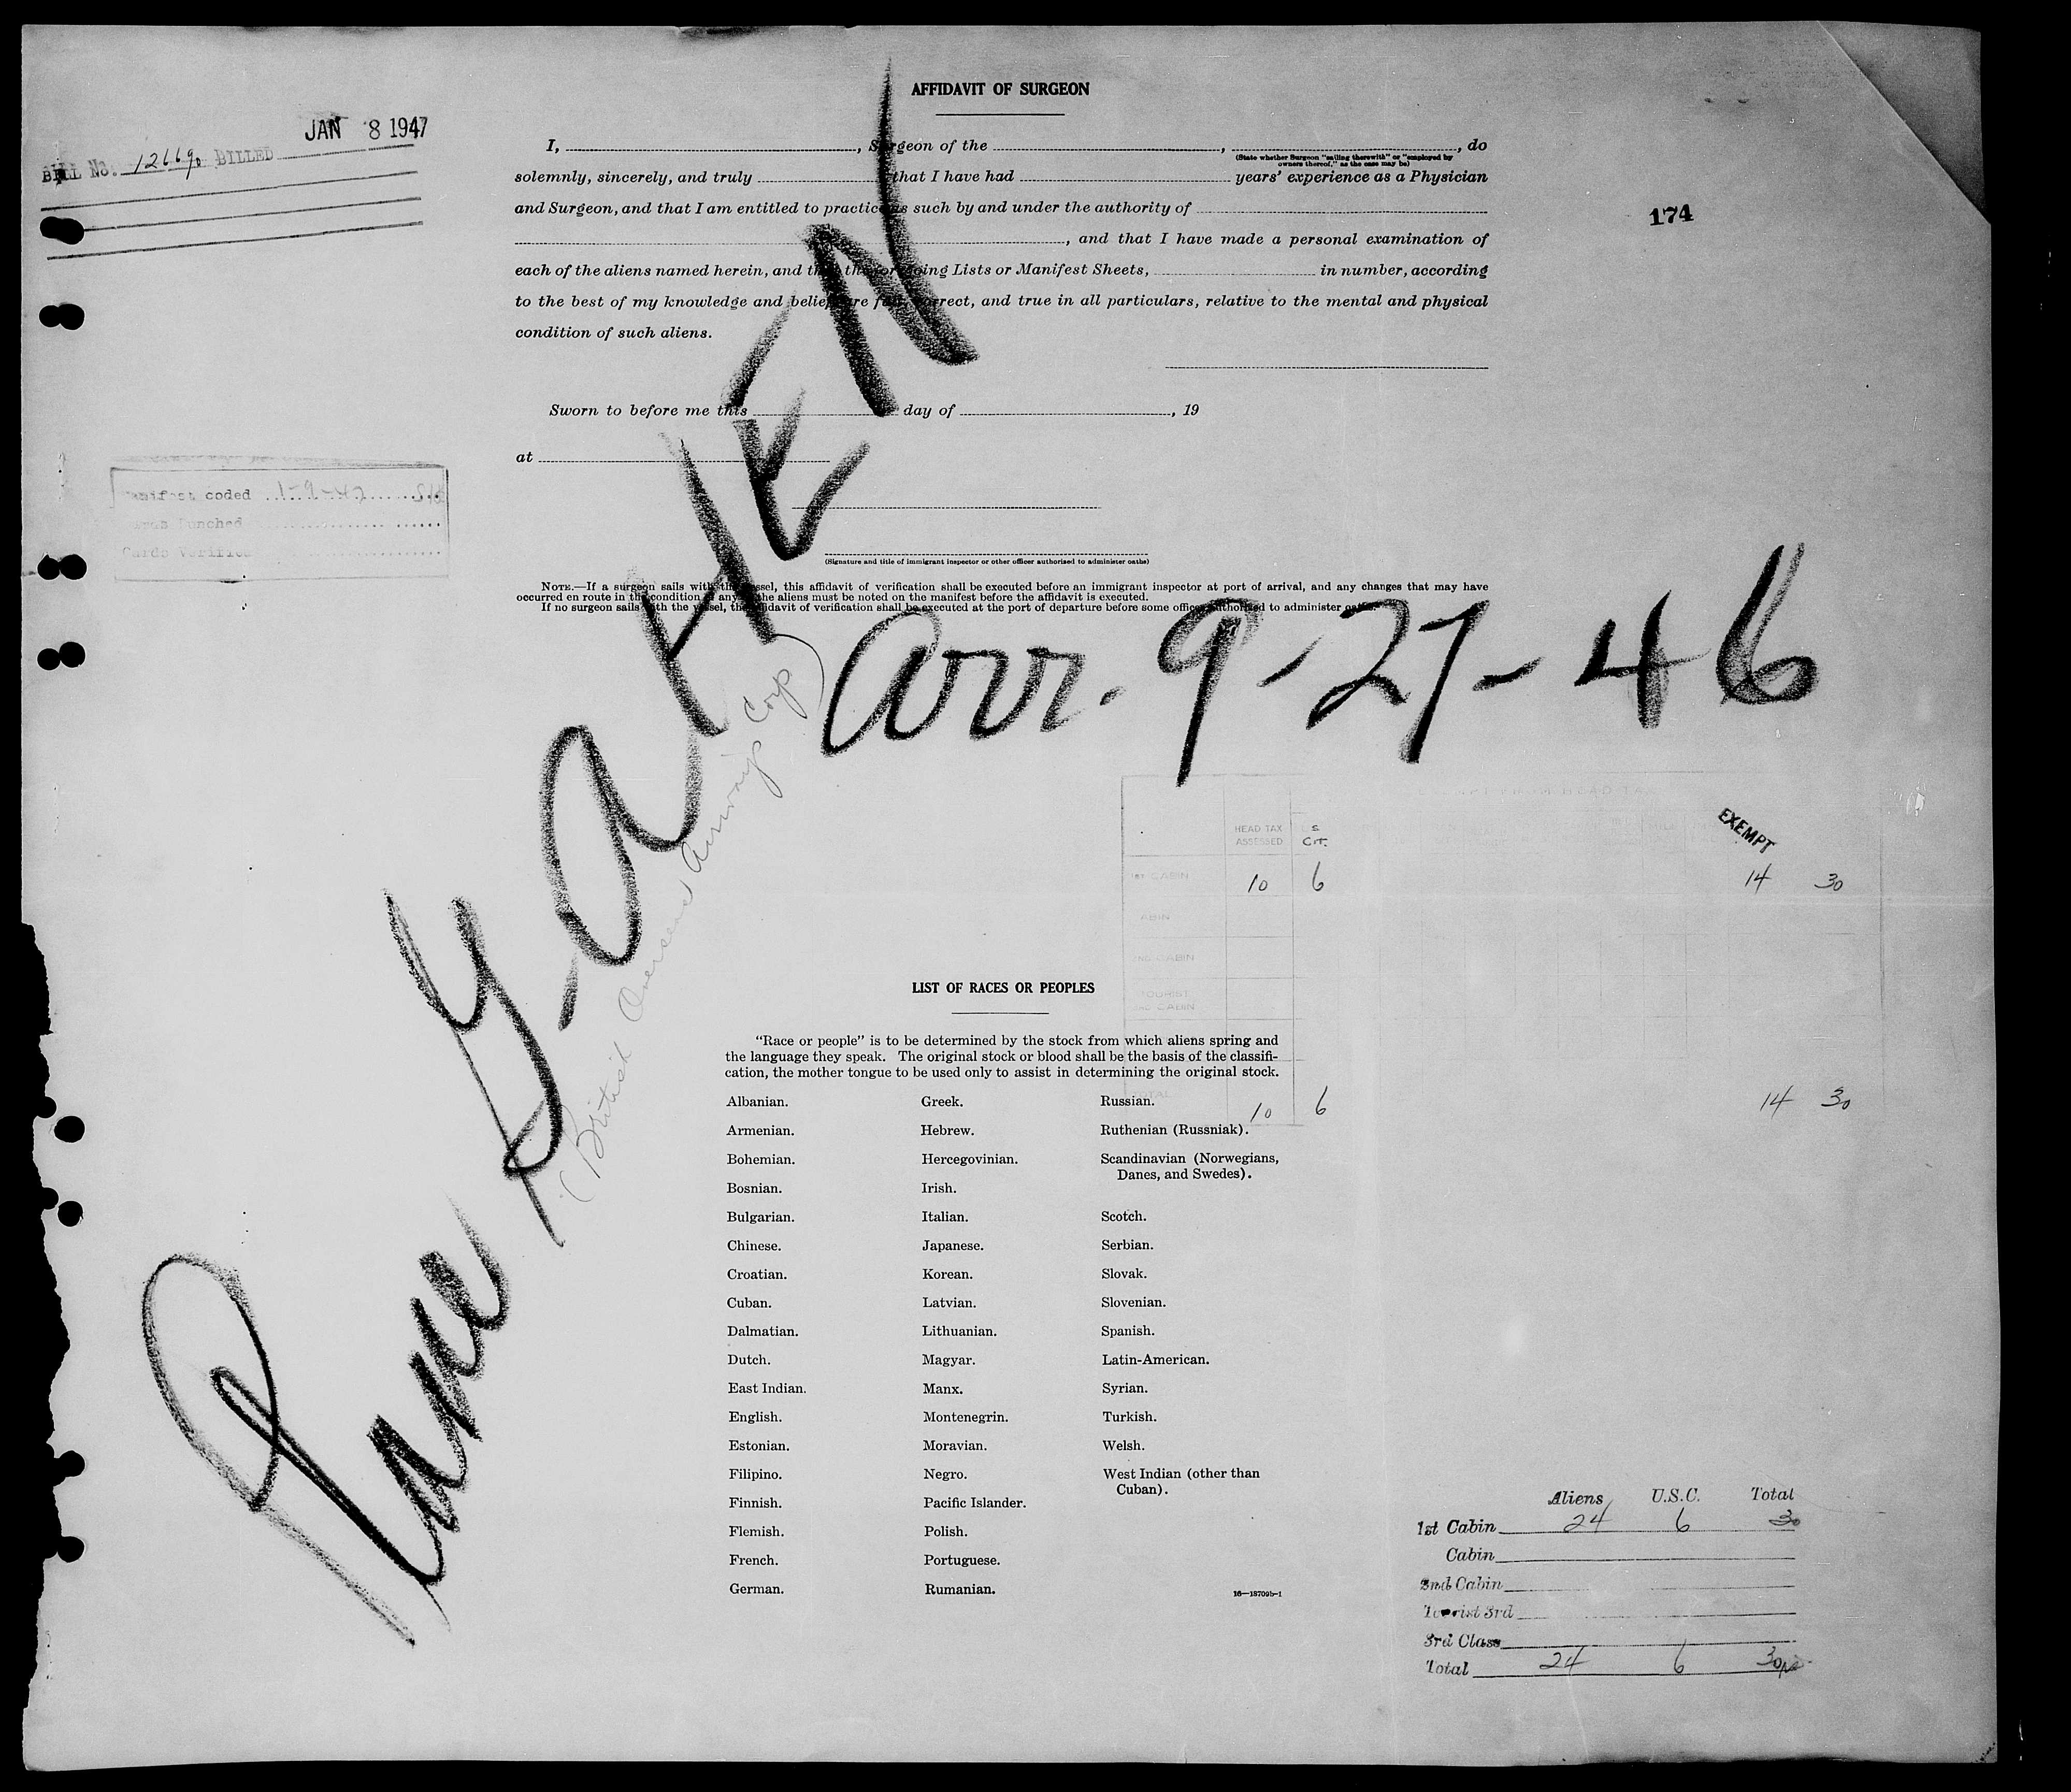 AFFIDAVIT OF SURGEON
JAN 8 1947
BILL No. 12669 BILLED
I, , Surgeon of the , , do
(State whether Surgeon "sailing therewith" or "employed by
owners thereof," as the case may be)
solemnly, sincerely, and truly that I have had years' experience as a Physician
and Surgeon, and that I am entitled to practice as such by and under the authority of
174
, and that I have made a personal examination of
each of the aliens named herein, and that the foregoing Lists or Manifest Sheets, in number, according
to the best of my knowledge and belief, are full, correct, and true in all particulars, relative to the mental and physical
condition of such aliens.
Sworn to before me this day of , 19
at
Manifest coded 1-9-47
Cards Punched
Cards Verified
(Signature and title of immigrant inspector or other officer authorized to administer oaths)
NOTE.—If a surgeon sails with the vessel, this affidavit of verification shall be executed before an immigrant inspector at port of arrival, and any changes that may have
occurred en route in the condition of any of the aliens must be noted on the manifest before the affidavit is executed.
If no surgeon sails with the vessel, the affidavit of verification shall be executed at the port of departure before some officer authorized to administer oaths.
Plane G-AHEN
(British Overseas Airways Corp)
Arr. 9-27-46
HEAD TAX
ASSESSED
S
CIT.
EXEMPT
1st CABIN 10 6 14 30
CABIN
2ND CABIN
TOURIST
3RD CABIN
TOTAL 10 6 14 30
LIST OF RACES OR PEOPLES
"Race or people" is to be determined by the stock from which aliens spring and
the language they speak. The original stock or blood shall be the basis of the classifi-
cation, the mother tongue to be used only to assist in determining the original stock.
Albanian.
Armenian.
Bohemian.
Bosnian.
Bulgarian.
Chinese.
Croatian.
Cuban.
Dalmatian.
Dutch.
East Indian.
English.
Estonian.
Filipino.
Finnish.
Flemish.
French.
German.
Greek.
Hebrew.
Hercegovinian.
Irish.
Italian.
Japanese.
Korean.
Latvian.
Lithuanian.
Magyar.
Manx.
Montenegrin.
Moravian.
Negro.
Pacific Islander.
Polish.
Portuguese.
Rumanian.
Russian.
Ruthenian (Russniak).
Scandinavian (Norwegians,
Danes, and Swedes).
Scotch.
Serbian.
Slovak.
Slovenian.
Spanish.
Latin-American.
Syrian.
Turkish.
Welsh.
West Indian (other than
Cuban).
16—18709b-1
Aliens U.S.C. Total
1st Cabin 24 6 30
Cabin
2nd Cabin
Tourist 3rd
3rd Class
Total 24 6 30